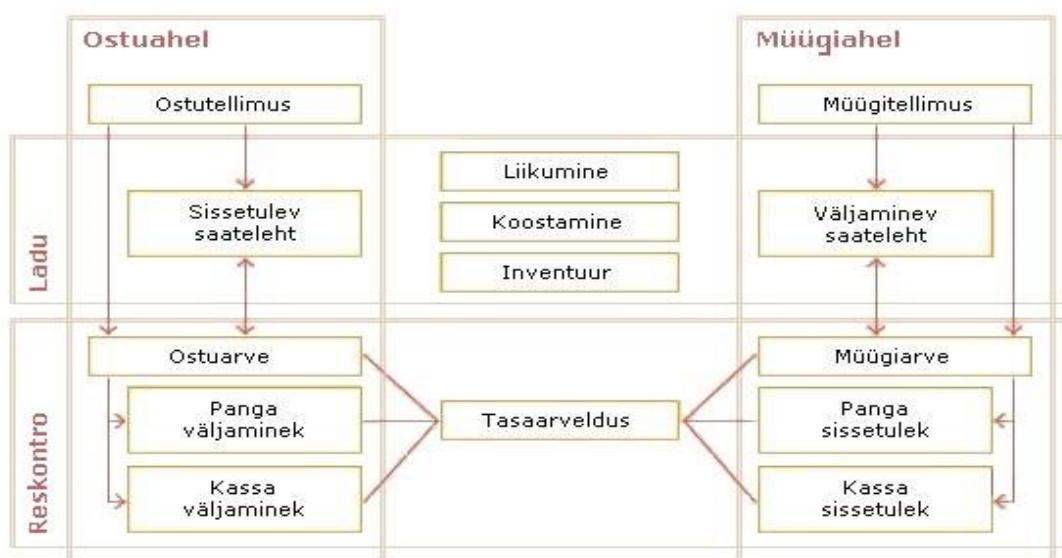 Ostuahel
Müügiahel
Ostutellimus
Müügitellimus
Ladu
Sissetulev
saateleht
Liikumine
Koostamine
Inventuur
Väljaminev
saateleht
Reskontro
Ostuarve
Müügiarve
Panga
väljaminek
Tasaarveldus
Panga
sissetulek
Kassa
väljaminek
Kassa
sissetulek